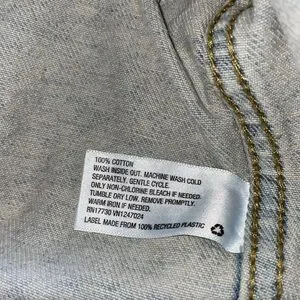 100% COTTON
WASH INSIDE OUT. MACHINE WASH COLD
SEPARATELY. GENTLE CYCLE.
ONLY NON-CHLORINE BLEACH IF NEEDED.
TUMBLE DRY LOW. REMOVE PROMPTLY.
WARM IRON IF NEEDED.
RN17730 VN1247024
LABEL MADE FROM 100% RECYCLED PLASTIC